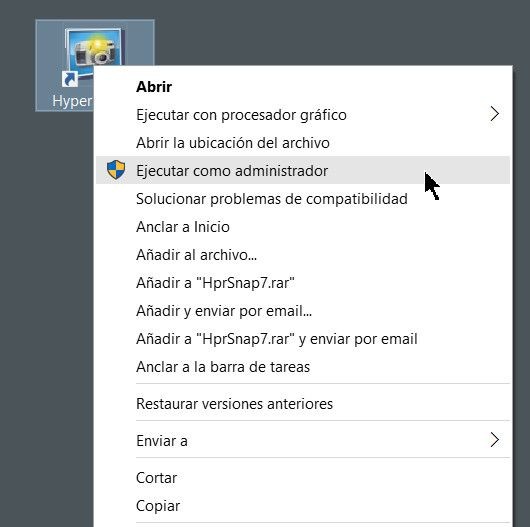 Hyper
Abrir
Ejecutar con procesador gráfico
Abrir la ubicación del archivo
Ejecutar como administrador
Solucionar problemas de compatibilidad
Anclar a Inicio
Añadir al archivo...
Añadir a "HprSnap7.rar"
Añadir y enviar por email...
Añadir a "HprSnap7.rar" y enviar por email
Anclar a la barra de tareas
Restaurar versiones anteriores
Enviar a
Cortar
Copiar